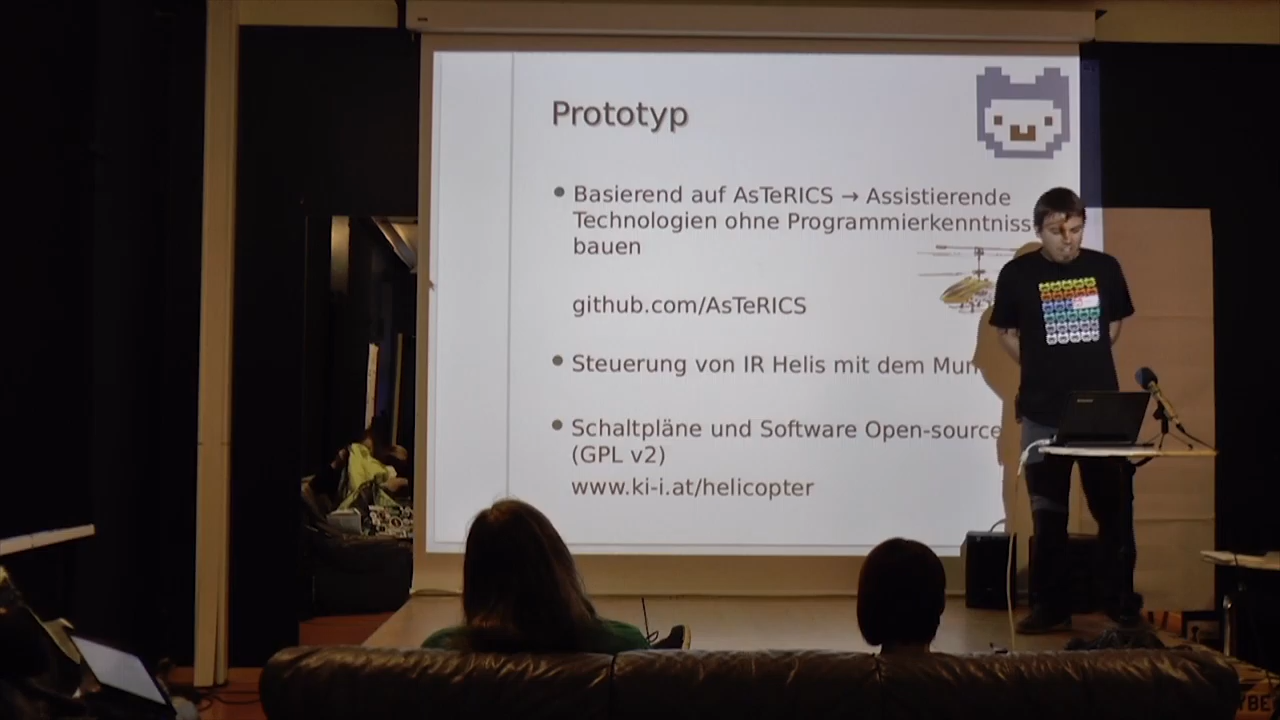 Prototyp
Basierend auf AsTeRICS → Assistierende
Technologien ohne Programmierkenntniss
bauen
github.com/AsTeRICS
Steuerung von IR Helis mit dem Mun
Schaltpläne und Software Open-source
(GPL v2)
www.ki-i.at/helicopter